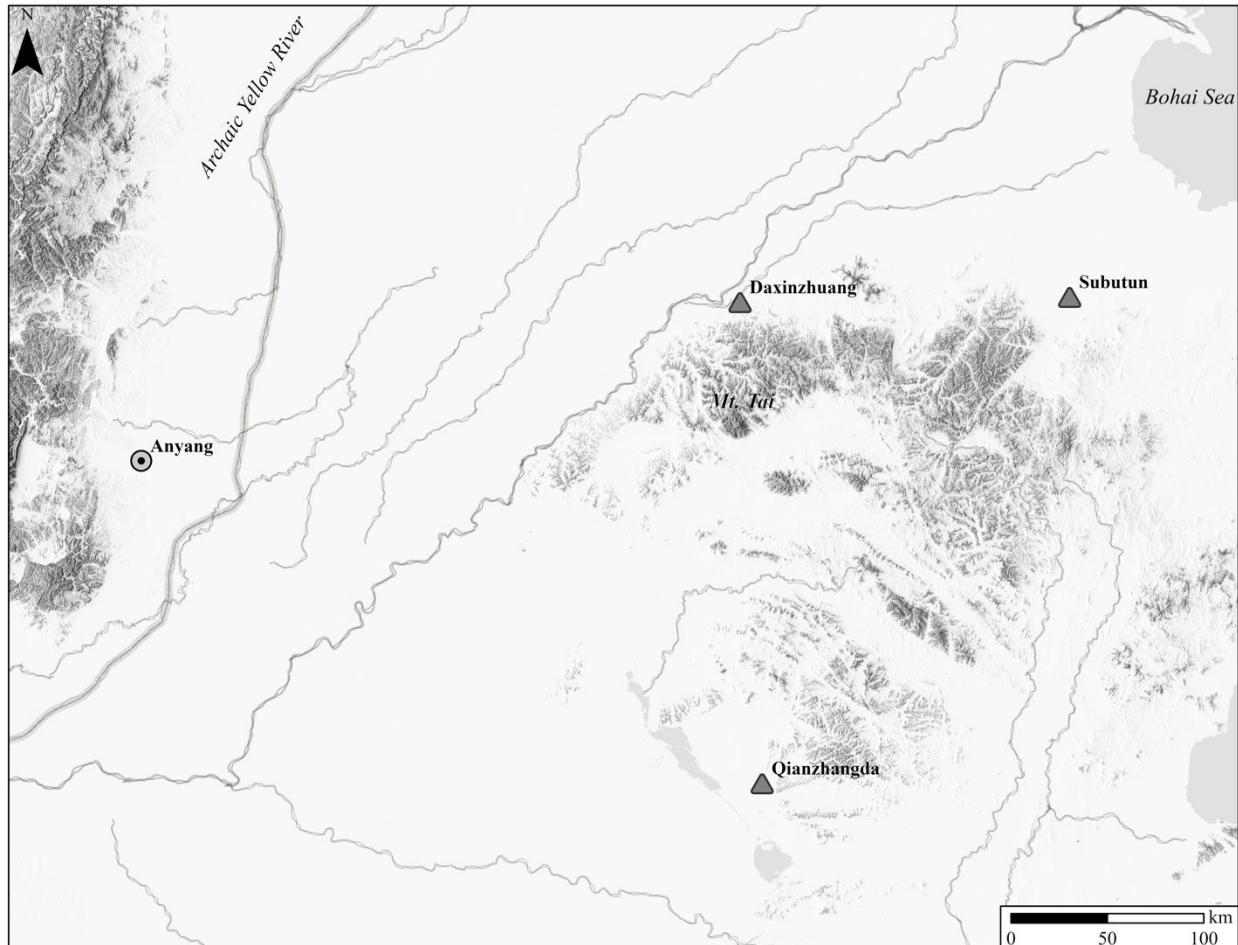 N
Archaic Yellow River
Bohai Sea
Daxinzhuang
Subutun
Mt. Tai
Anyang
Qianzhangda
km
0 50 100